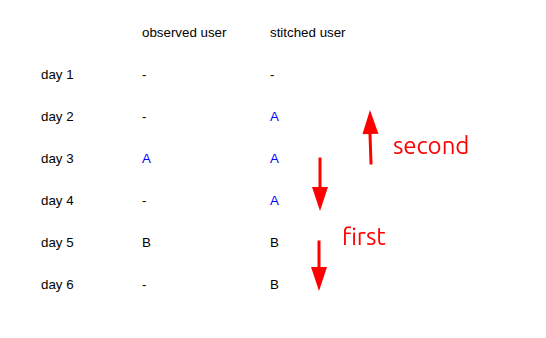 observed user stitched user
day 1 - -
day 2 - A
second
day 3 A A
day 4 - A
first
day 5 B B
day 6 - B